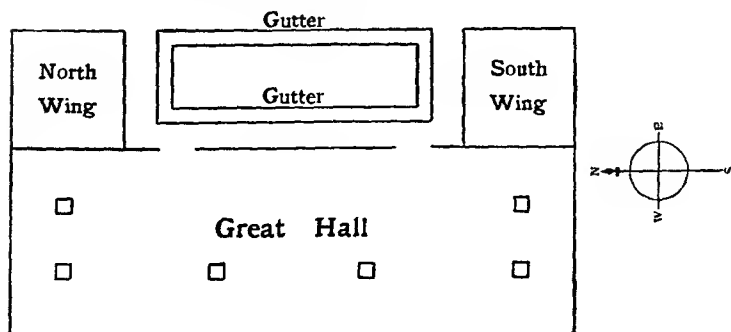 Gutter
North
Wing
South
Wing
Gutter
Great Hall
N
E
S
W